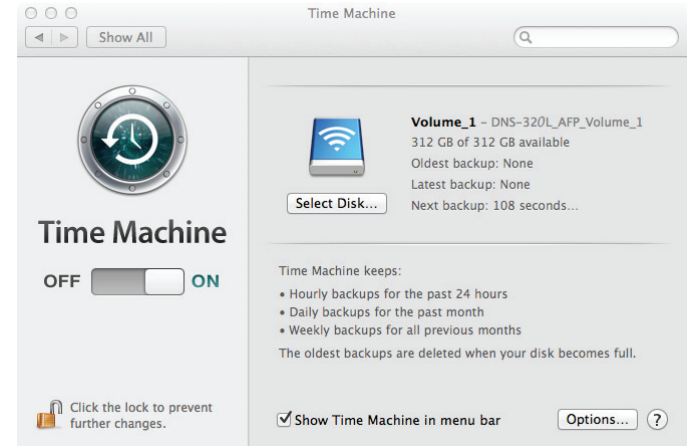 Time Machine
Show All
Volume_1 – DNS-320L_AFP_Volume_1
312 GB of 312 GB available
Oldest backup: None
Latest backup: None
Next backup: 108 seconds...
Select Disk...
Time Machine
OFF ON
Time Machine keeps:
• Hourly backups for the past 24 hours
• Daily backups for the past month
• Weekly backups for all previous months
The oldest backups are deleted when your disk becomes full.
Click the lock to prevent
further changes.
Show Time Machine in menu bar
Options... ?